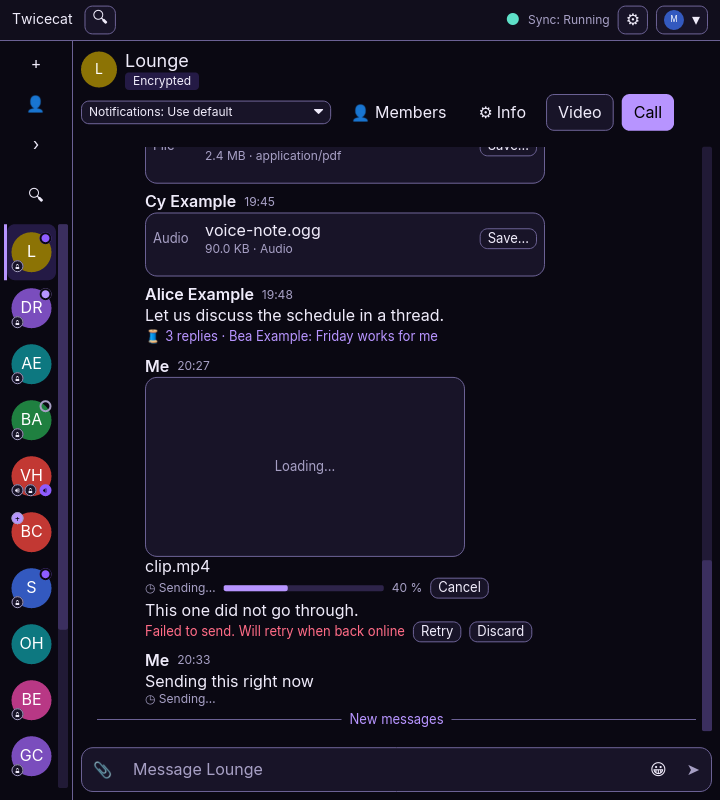 Twicecat
Sync: Running
M
L
Lounge
Encrypted
Notifications: Use default
Members
Info
Video
Call
File
2.4 MB · application/pdf
Save...
Cy Example 19:45
Audio
voice-note.ogg
90.0 KB · Audio
Save...
Alice Example 19:48
Let us discuss the schedule in a thread.
3 replies · Bea Example: Friday works for me
Me 20:27
Loading...
clip.mp4
Sending... 40 % Cancel
This one did not go through.
Failed to send. Will retry when back online Retry Discard
Me 20:33
Sending this right now
Sending...
New messages
Message Lounge
L
DR
AE
BA
VH
BC
S
OH
BE
GC